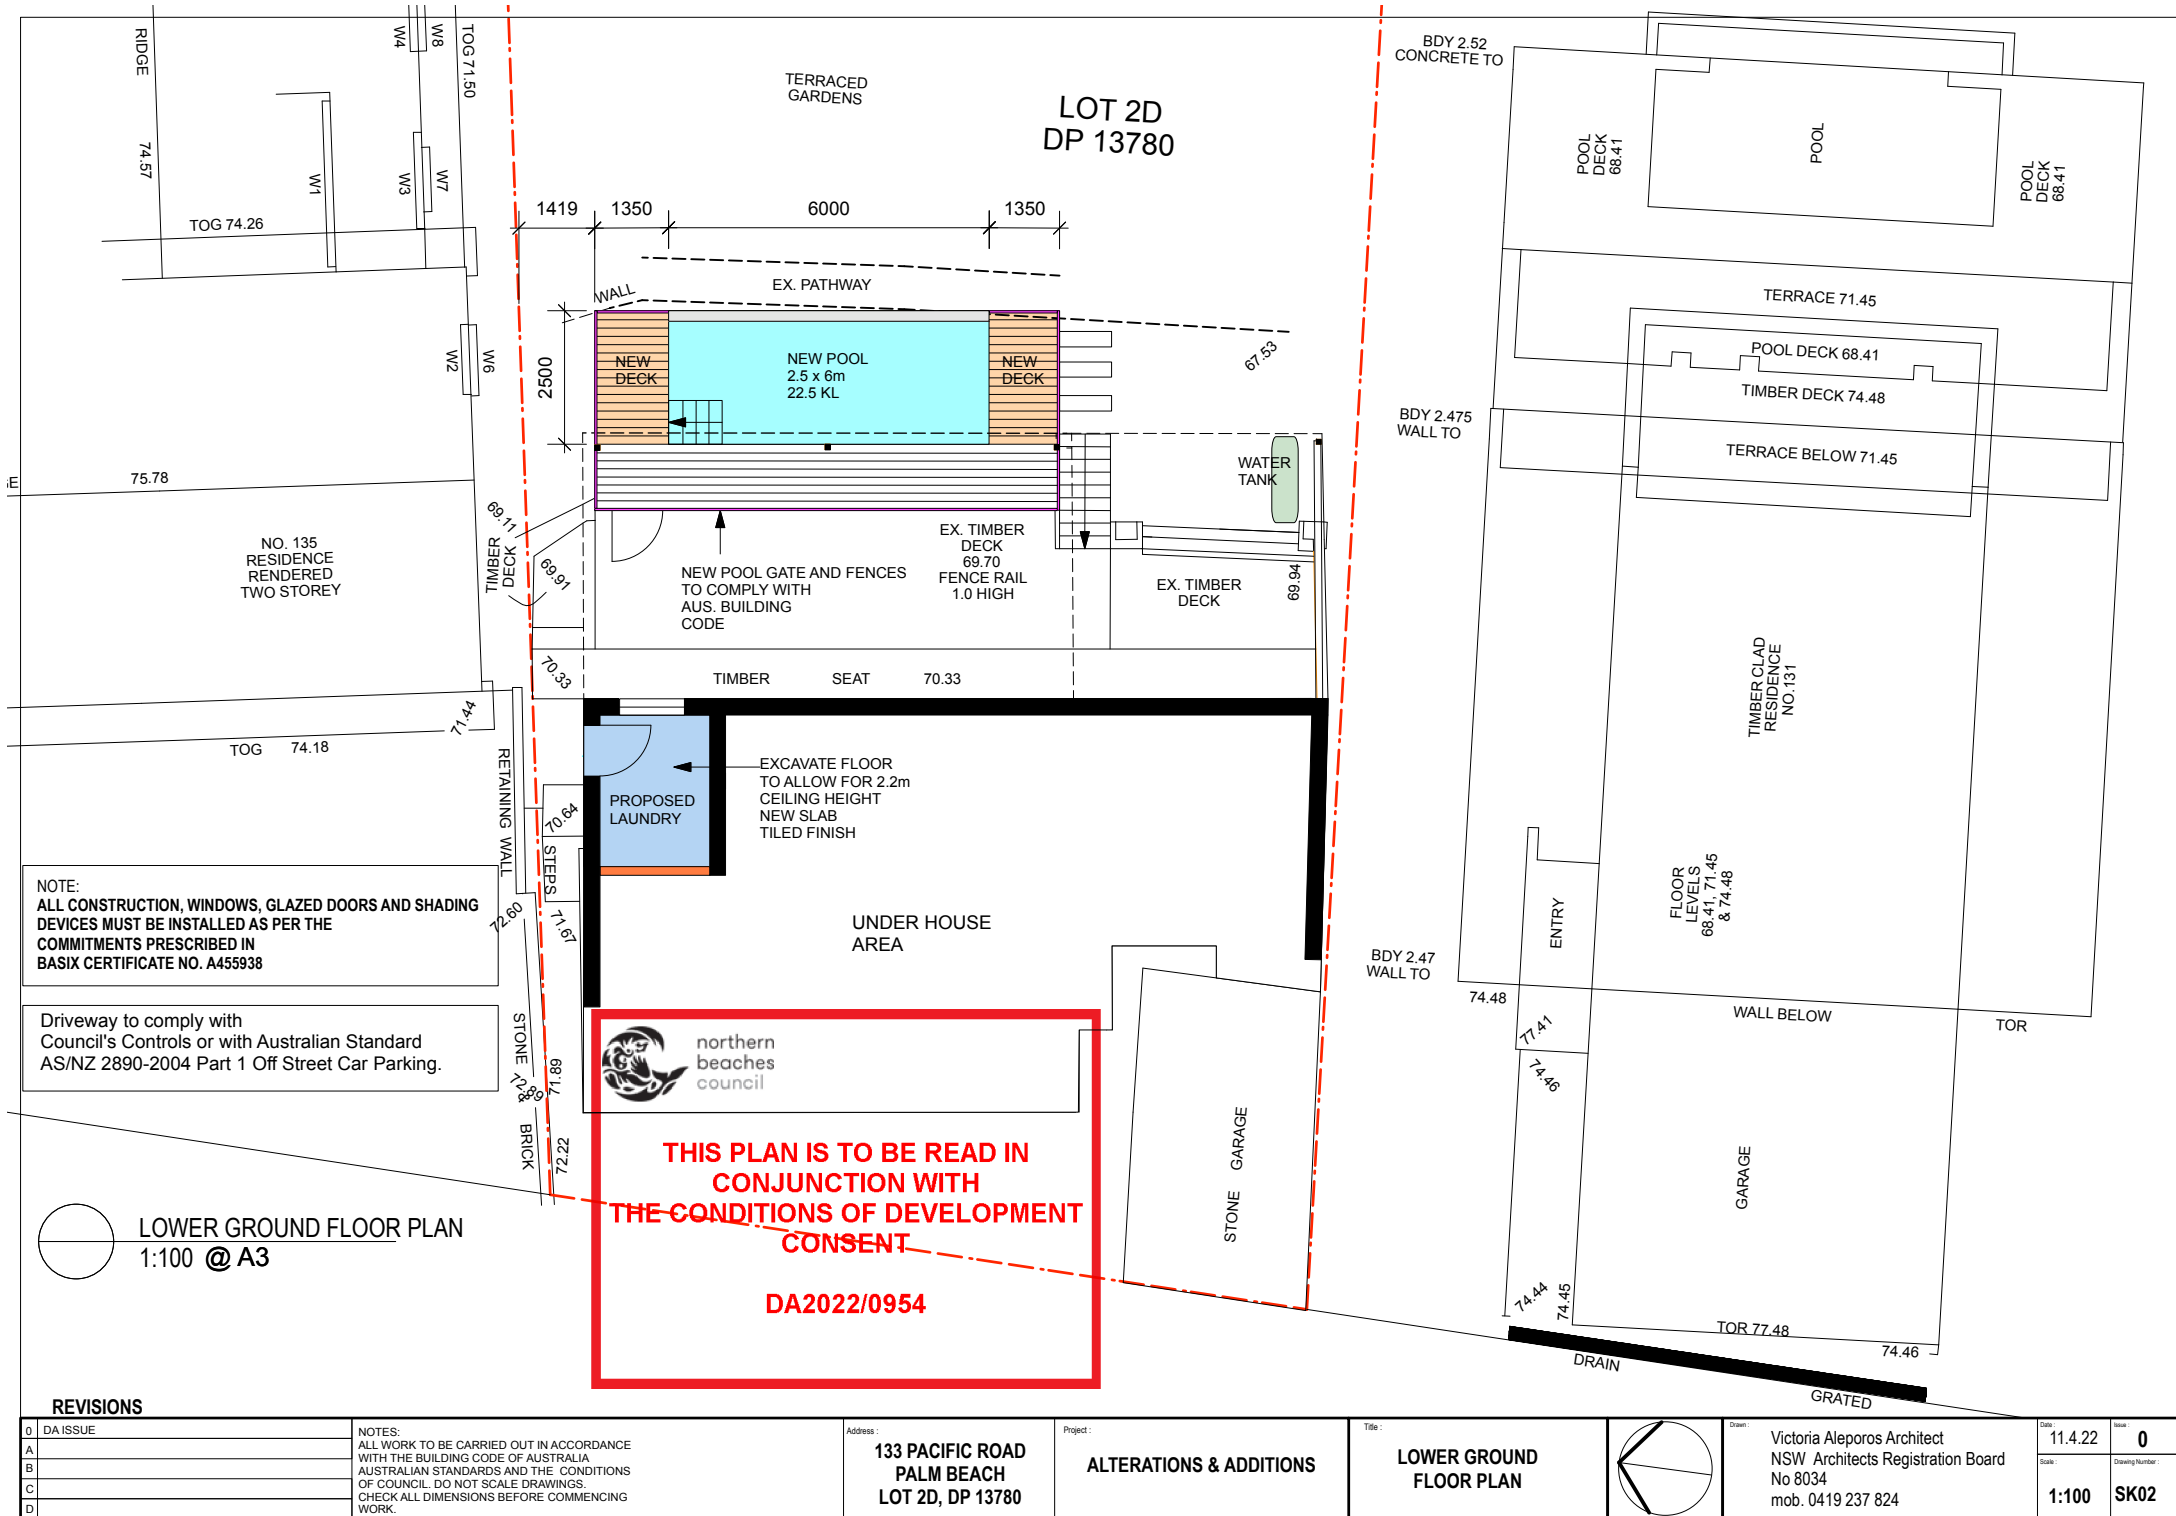 RIDGE
74.57
W4
W8
TOG 71.50
W1
W3
W7
TOG 74.26
TERRACED
GARDENS
LOT 2D
DP 13780
BDY 2.52
CONCRETE TO
POOL
DECK
68.41
POOL
POOL
DECK
68.41
1419
1350
6000
1350
EX. PATHWAY
WALL
2500
NEW
DECK
NEW POOL
2.5 x 6m
22.5 KL
NEW
DECK
67.53
W2
W6
TERRACE 71.45
POOL DECK 68.41
TIMBER DECK 74.48
BDY 2.475
WALL TO
TERRACE BELOW 71.45
75.78
WATER
TANK
NO. 135
RESIDENCE
RENDERED
TWO STOREY
69.11
TIMBER
DECK
69.91
NEW POOL GATE AND FENCES
TO COMPLY WITH
AUS. BUILDING
CODE
EX. TIMBER
DECK
69.70
FENCE RAIL
1.0 HIGH
EX. TIMBER
DECK
69.94
70.33
TIMBER SEAT 70.33
TIMBER CLAD
RESIDENCE
NO.131
71.44
TOG 74.18
RETAINING WALL
EXCAVATE FLOOR
TO ALLOW FOR 2.2m
CEILING HEIGHT
NEW SLAB
TILED FINISH
PROPOSED
LAUNDRY
70.64
STEPS
71.67
72.60
NOTE:
ALL CONSTRUCTION, WINDOWS, GLAZED DOORS AND SHADING
DEVICES MUST BE INSTALLED AS PER THE
COMMITMENTS PRESCRIBED IN
BASIX CERTIFICATE NO. A455938
UNDER HOUSE
AREA
FLOOR
LEVELS
68.41, 71.45
& 74.48
ENTRY
BDY 2.47
WALL TO
74.48
WALL BELOW
TOR
77.41
74.46
Driveway to comply with
Council's Controls or with Australian Standard
AS/NZ 2890-2004 Part 1 Off Street Car Parking.
STONE & BRICK
72.89
71.89
72.22
northern
beaches
council
THIS PLAN IS TO BE READ IN
CONJUNCTION WITH
THE CONDITIONS OF DEVELOPMENT
CONSENT
DA2022/0954
STONE GARAGE
GARAGE
LOWER GROUND FLOOR PLAN
1:100 @ A3
74.44
74.45
TOR 77.48
74.46
DRAIN
GRATED
REVISIONS
0 DA ISSUE
A
B
C
D
NOTES:
ALL WORK TO BE CARRIED OUT IN ACCORDANCE
WITH THE BUILDING CODE OF AUSTRALIA
AUSTRALIAN STANDARDS AND THE CONDITIONS
OF COUNCIL. DO NOT SCALE DRAWINGS.
CHECK ALL DIMENSIONS BEFORE COMMENCING
WORK.
Address :
133 PACIFIC ROAD
PALM BEACH
LOT 2D, DP 13780
Project :
ALTERATIONS & ADDITIONS
Title :
LOWER GROUND
FLOOR PLAN
Drawn :
Victoria Aleporos Architect
NSW Architects Registration Board
No 8034
mob. 0419 237 824
Date :
11.4.22
Issue :
0
Scale :
1:100
Drawing Number :
SK02